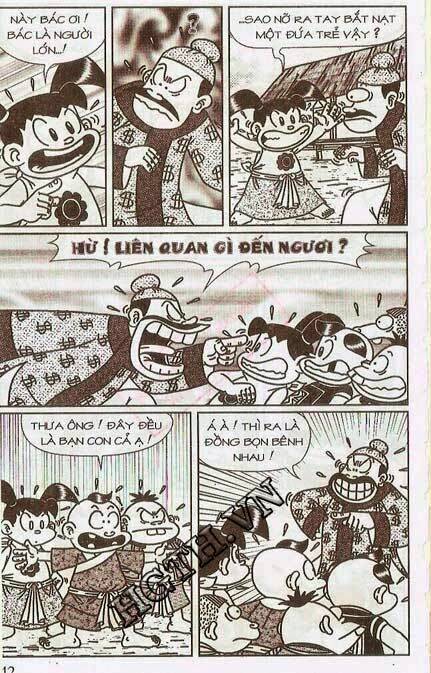 NÀY BÁC ƠI !
BÁC LÀ NGƯỜI
LỚN...!
?
...SAO NỠ RA TAY BẮT NẠT
MỘT ĐỨA TRẺ VẬY ?
HỪ ! LIÊN QUAN GÌ ĐẾN NGƯƠI ?
THƯA ÔNG ! ĐÂY ĐỀU
LÀ BẠN CON CẢ Ạ !
Á À ! THÌ RA LÀ
ĐỒNG BỌN BÊNH
NHAU !
HGTH.VN
12